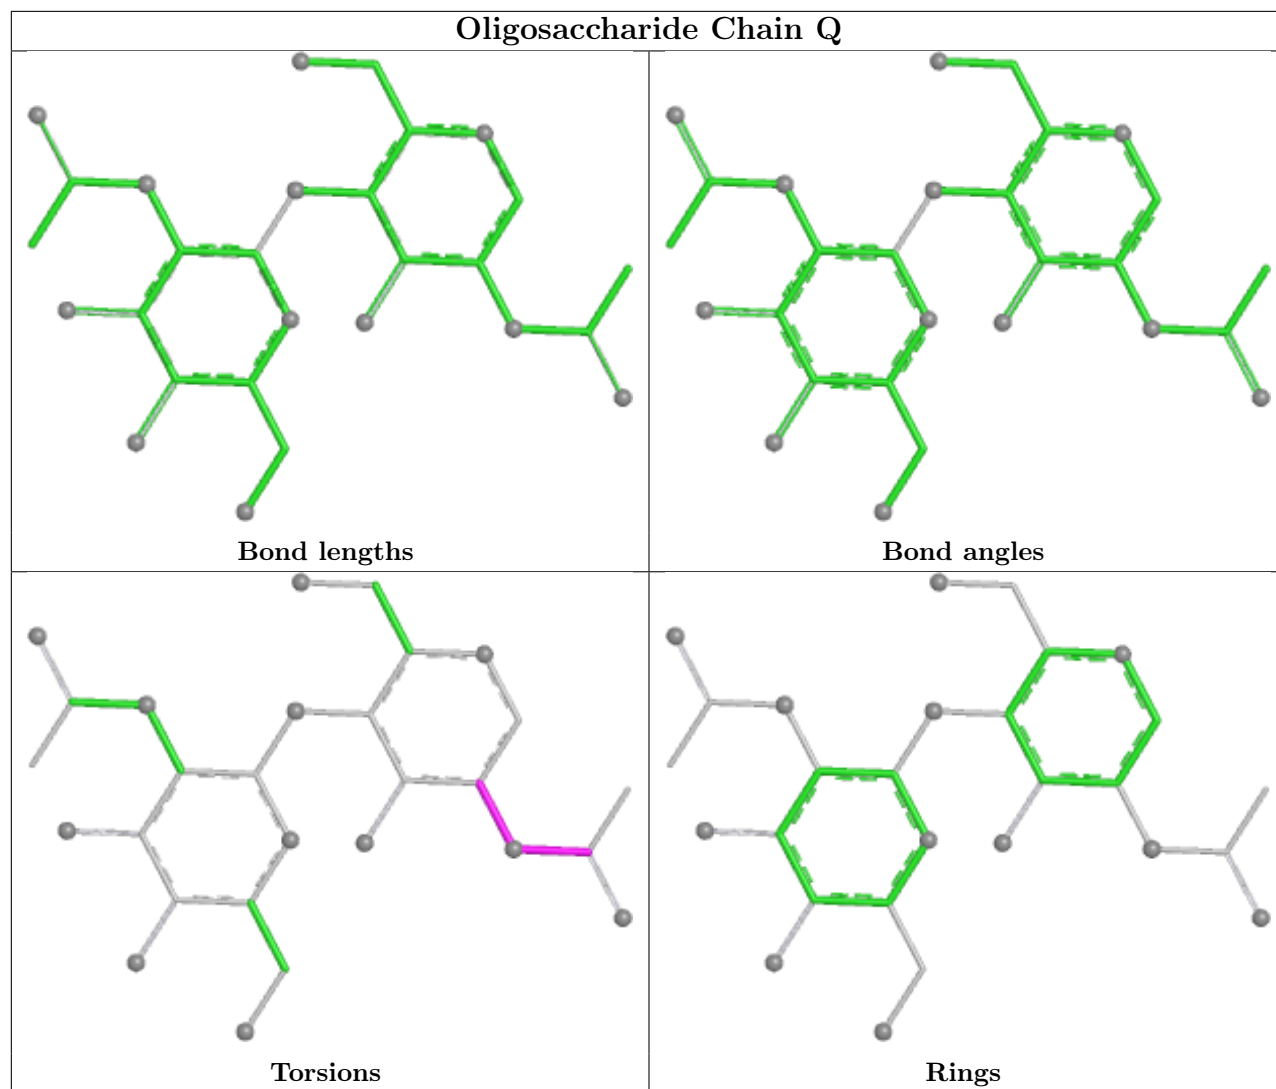 Oligosaccharide Chain Q
Bond lengths
Bond angles
Torsions
Rings